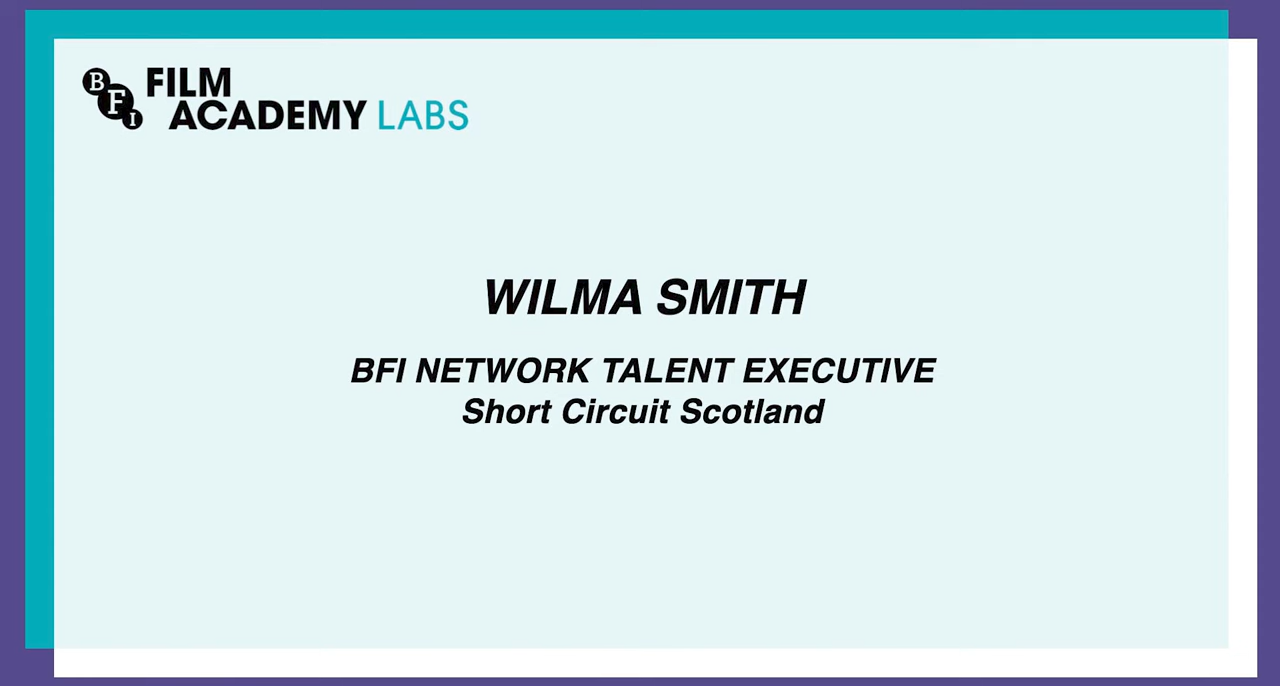 BFI FILM
ACADEMY LABS
WILMA SMITH
BFI NETWORK TALENT EXECUTIVE
Short Circuit Scotland